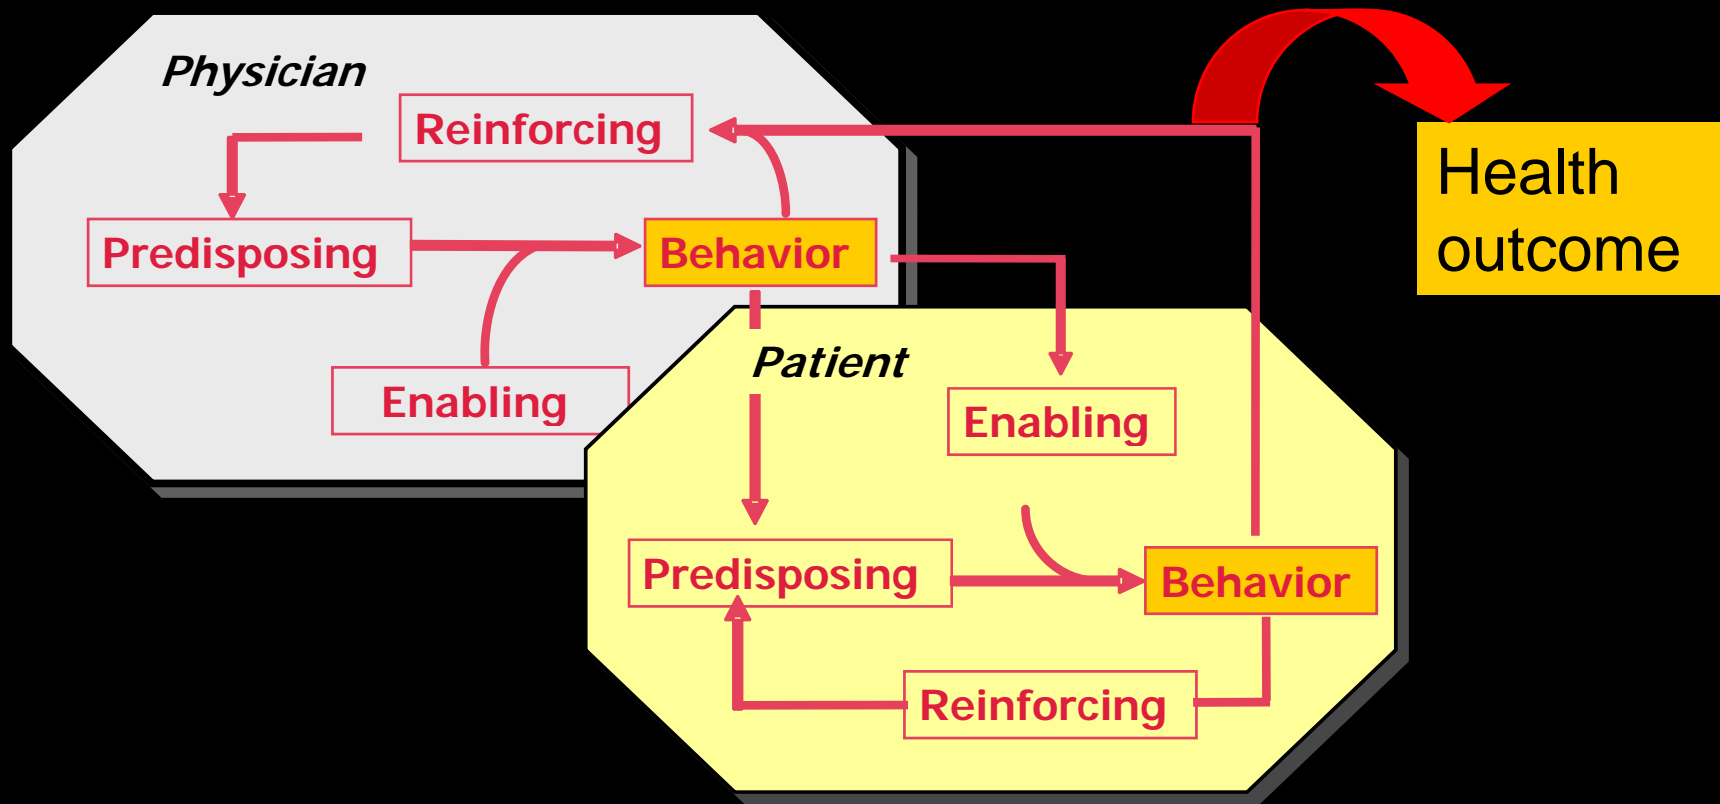 Physician
Reinforcing
Predisposing
Behavior
Enabling
Health
outcome
Patient
Enabling
Predisposing
Behavior
Reinforcing